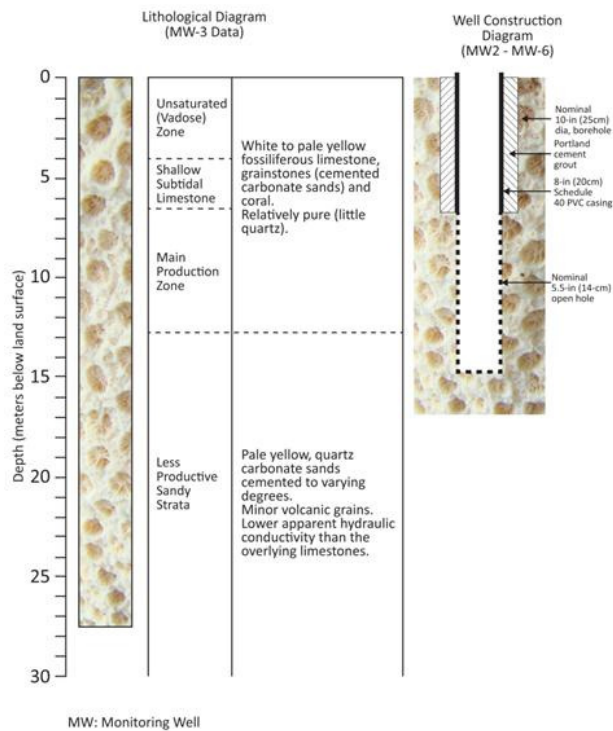 Lithological Diagram
(MW-3 Data)
Well Construction
Diagram
(MW2 - MW-6)
Depth (meters below land surface)
0
5
10
15
20
25
30
Unsaturated
(Vadose)
Zone
Shallow
Subtidal
Limestone
Main
Production
Zone
Less
Productive
Sandy
Strata
White to pale yellow
fossiliferous limestone,
grainstones (cemented
carbonate sands) and
coral.
Relatively pure (little
quartz).
Pale yellow, quartz
carbonate sands
cemented to varying
degrees.
Minor volcanic grains.
Lower apparent hydraulic
conductivity than the
overlying limestones.
Nominal
10-in (25cm)
dia, borehole
Portland
cement
grout
8-in (20cm)
Schedule
40 PVC casing
Nominal
5.5-in (14-cm)
open hole
MW: Monitoring Well